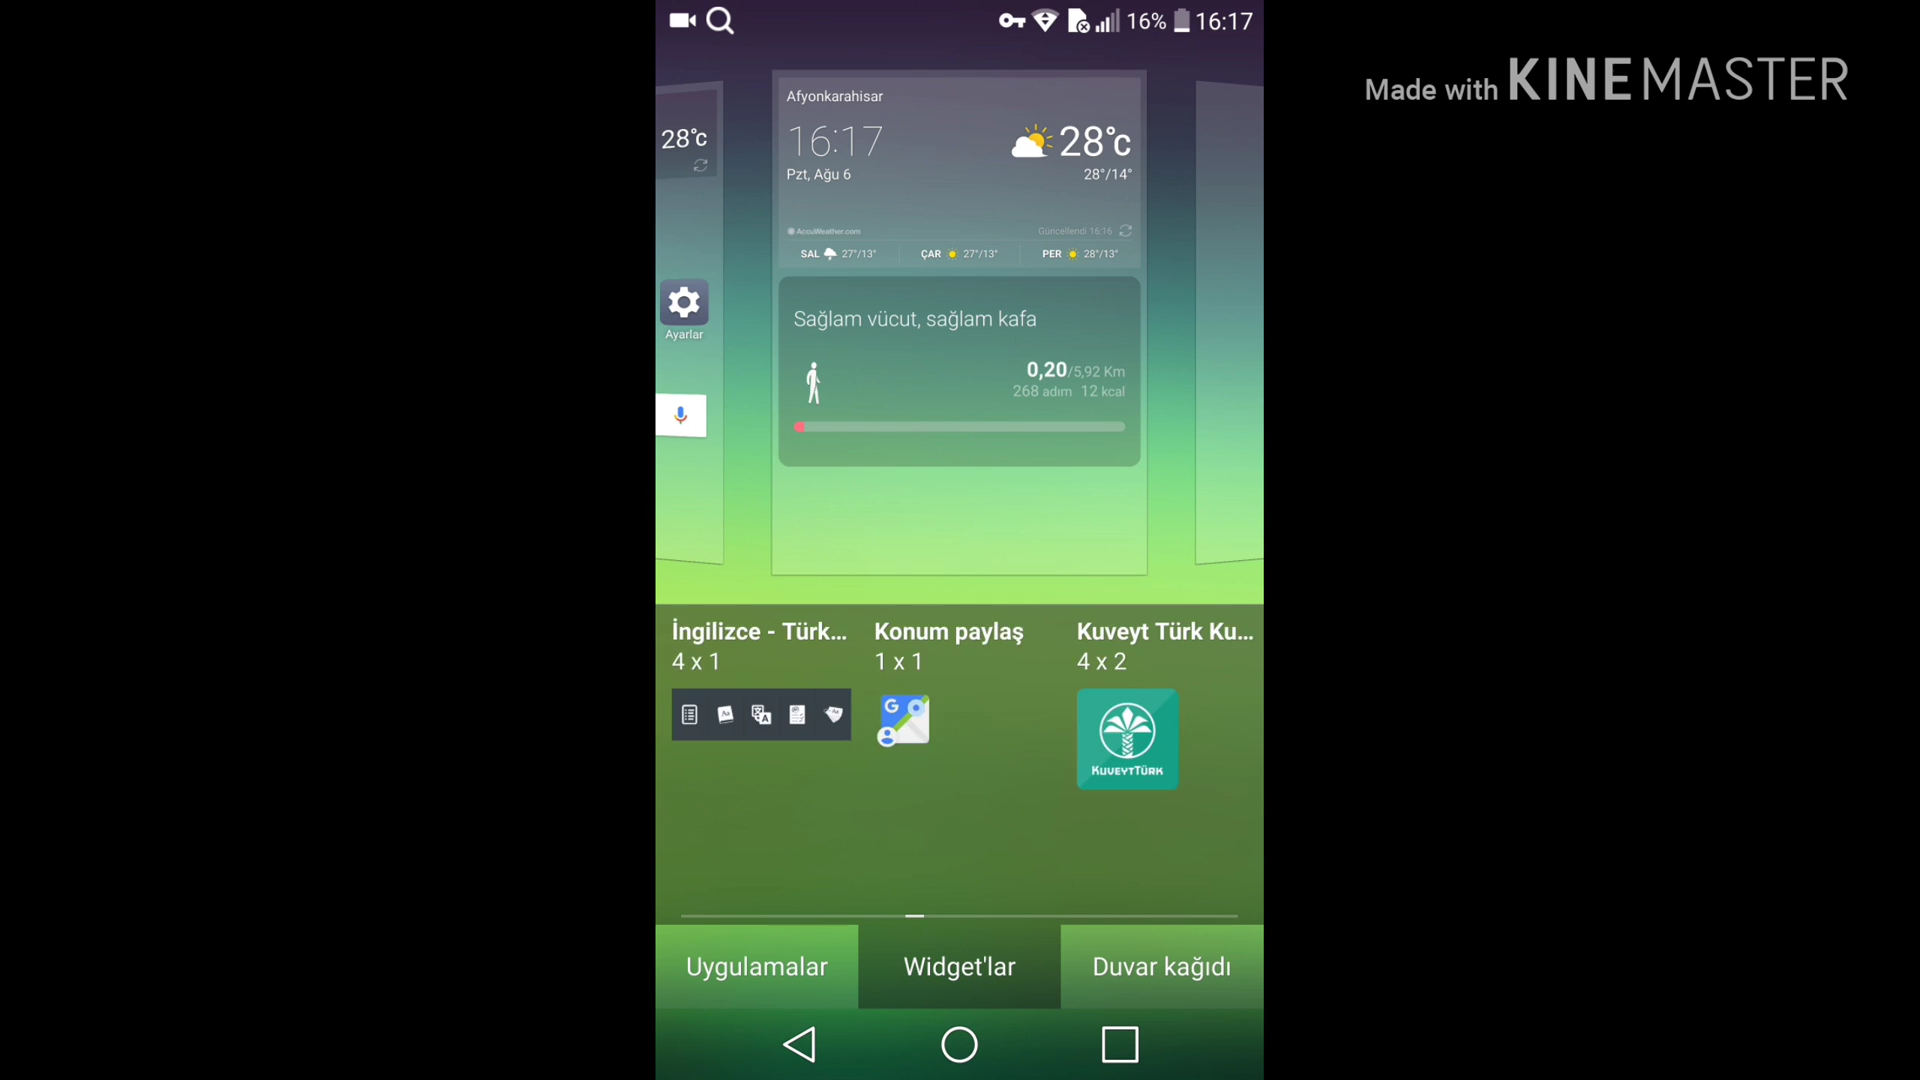 16% 16:17
Made with KINEMASTER
28°c
Afyonkarahisar
16:17
28°c
Pzt, Ağu 6
28°/14°
AccuWeather.com
Güncellendi 16:16
SAL 27°/13°
ÇAR 27°/13°
PER 28°/13°
Ayarlar
Sağlam vücut, sağlam kafa
0,20/5,92 Km
268 adım 12 kcal
İngilizce - Türk...
4 x 1
Konum paylaş
1 x 1
Kuveyt Türk Ku...
4 x 2
G
KUVEYTTÜRK
Uygulamalar
Widget'lar
Duvar kağıdı